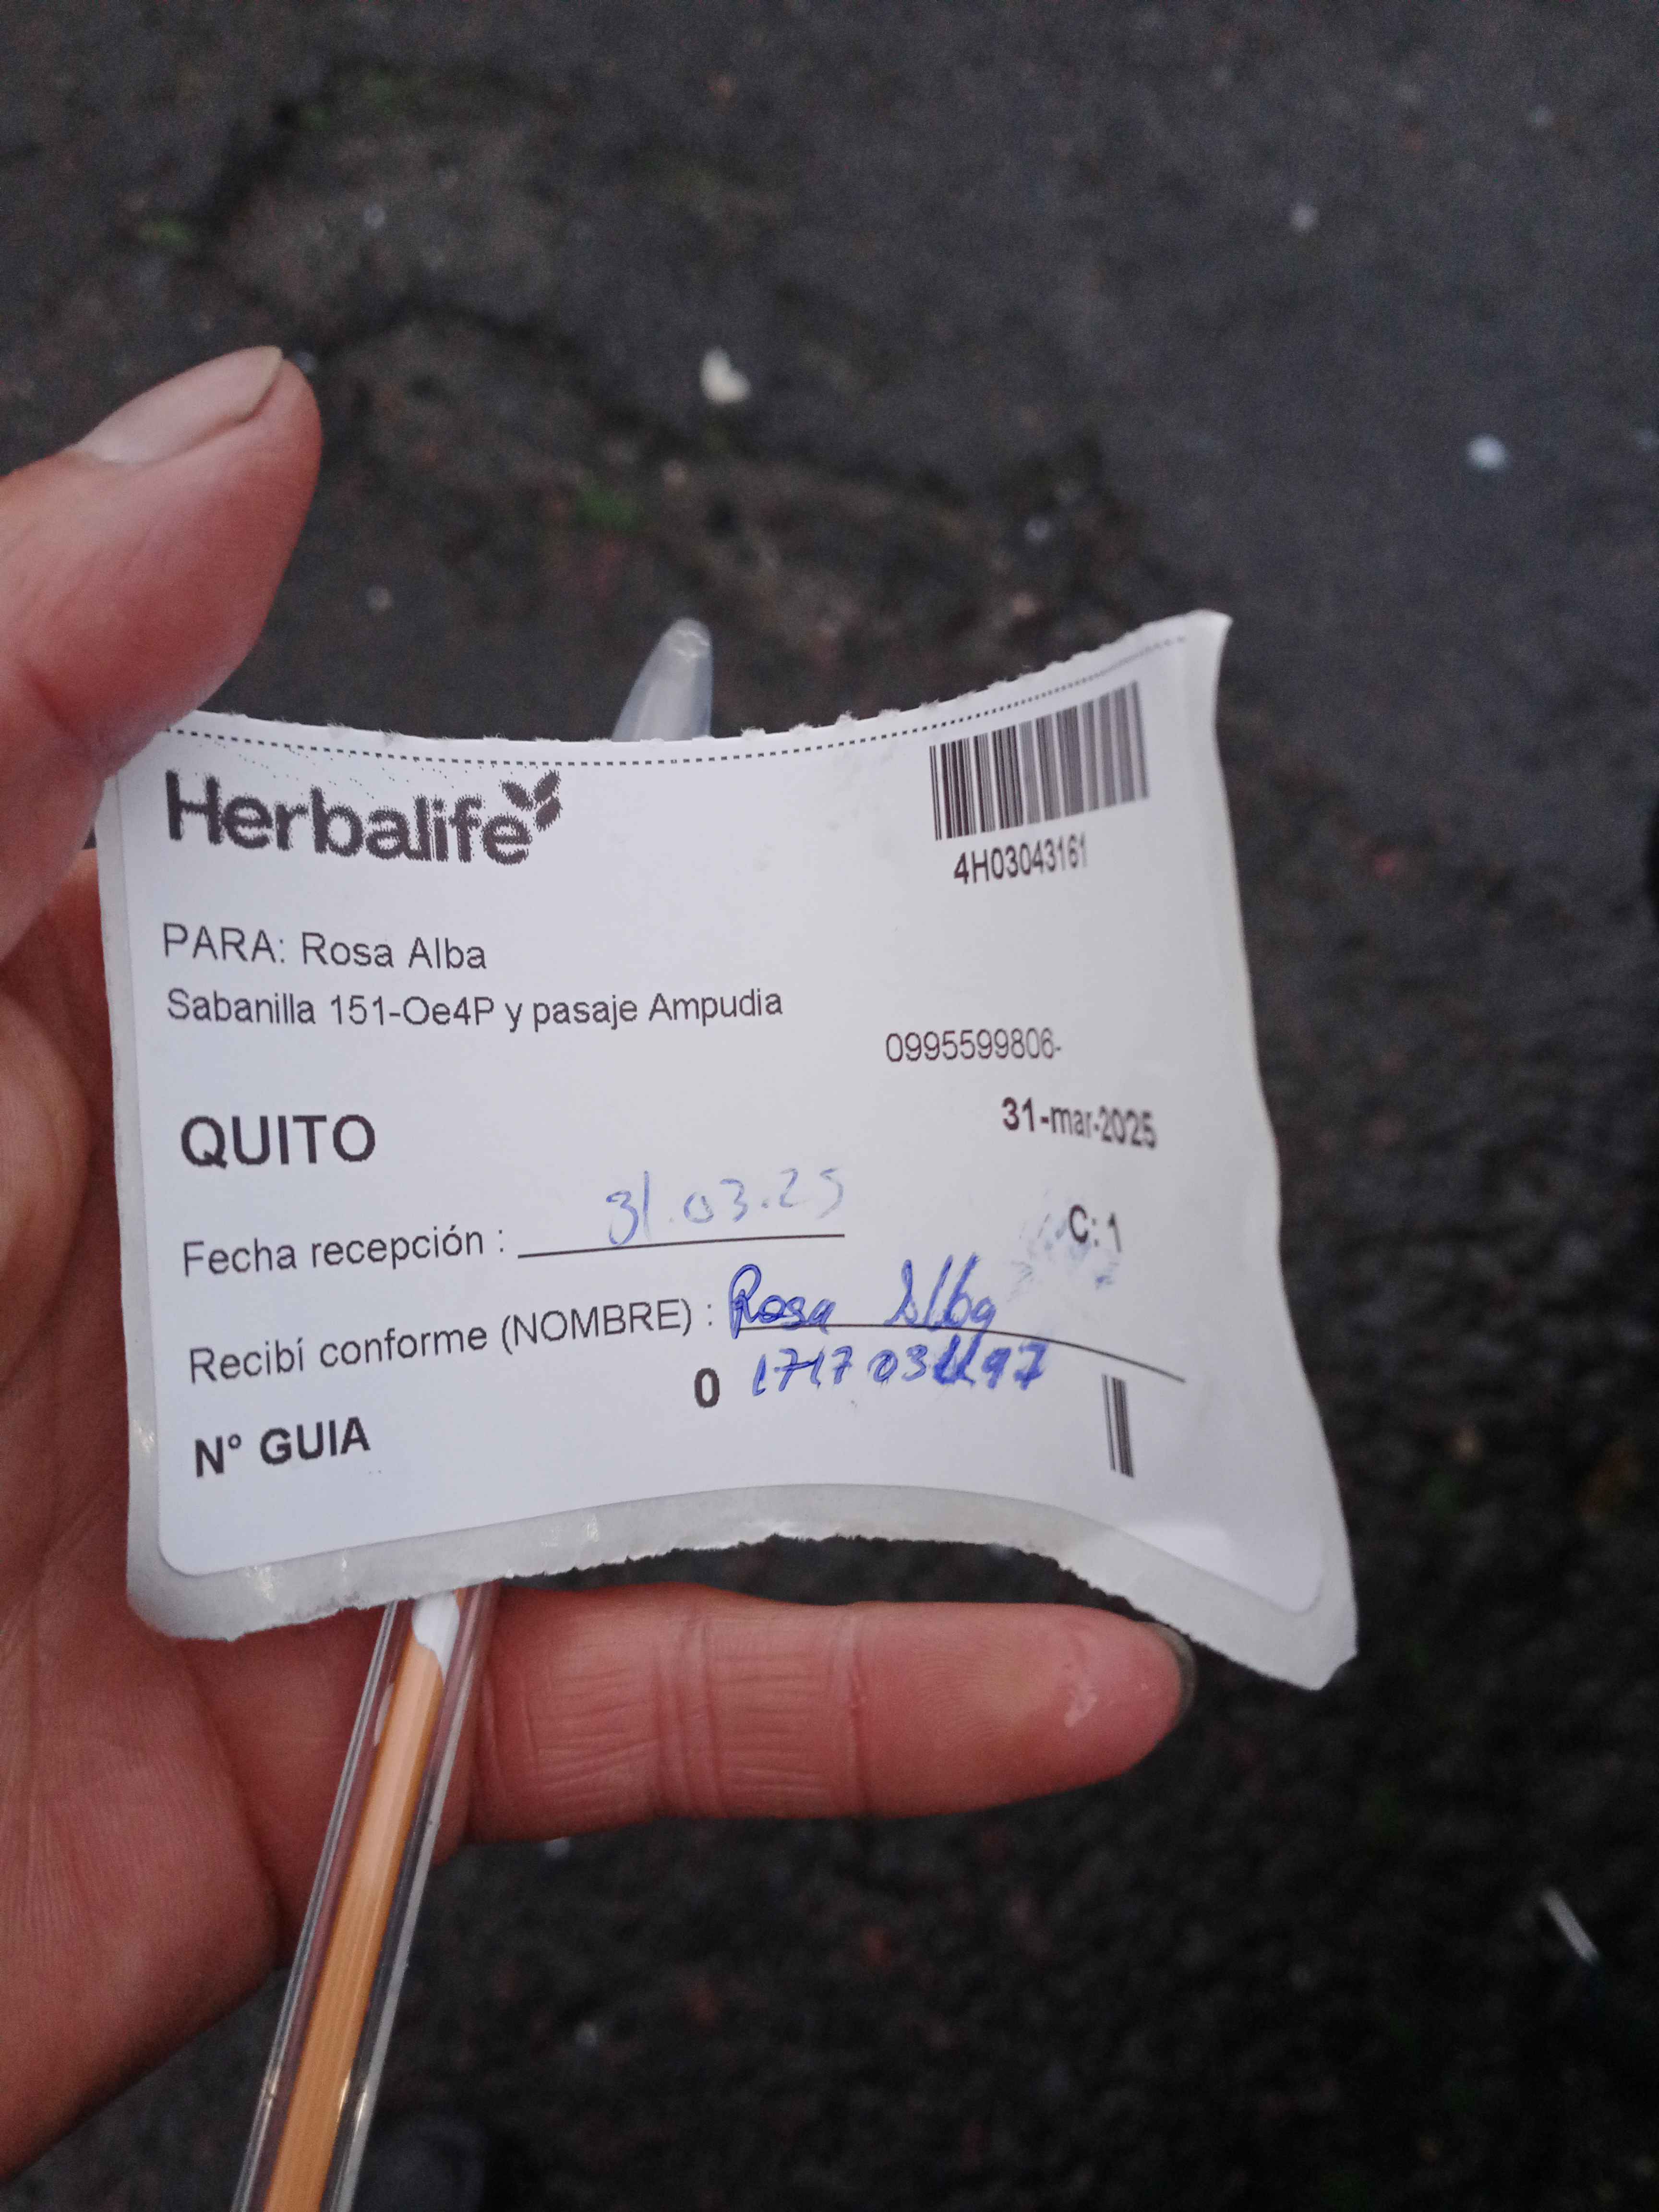 Herbalife
4H03043161
PARA: Rosa Alba
Sabanilla 151-Oe4P y pasaje Ampudia
0995599806-
QUITO
31-mar-2025
Fecha recepción : 31.03.25
C: 1
Recibí conforme (NOMBRE) : Rosa Alba
N° GUIA 0